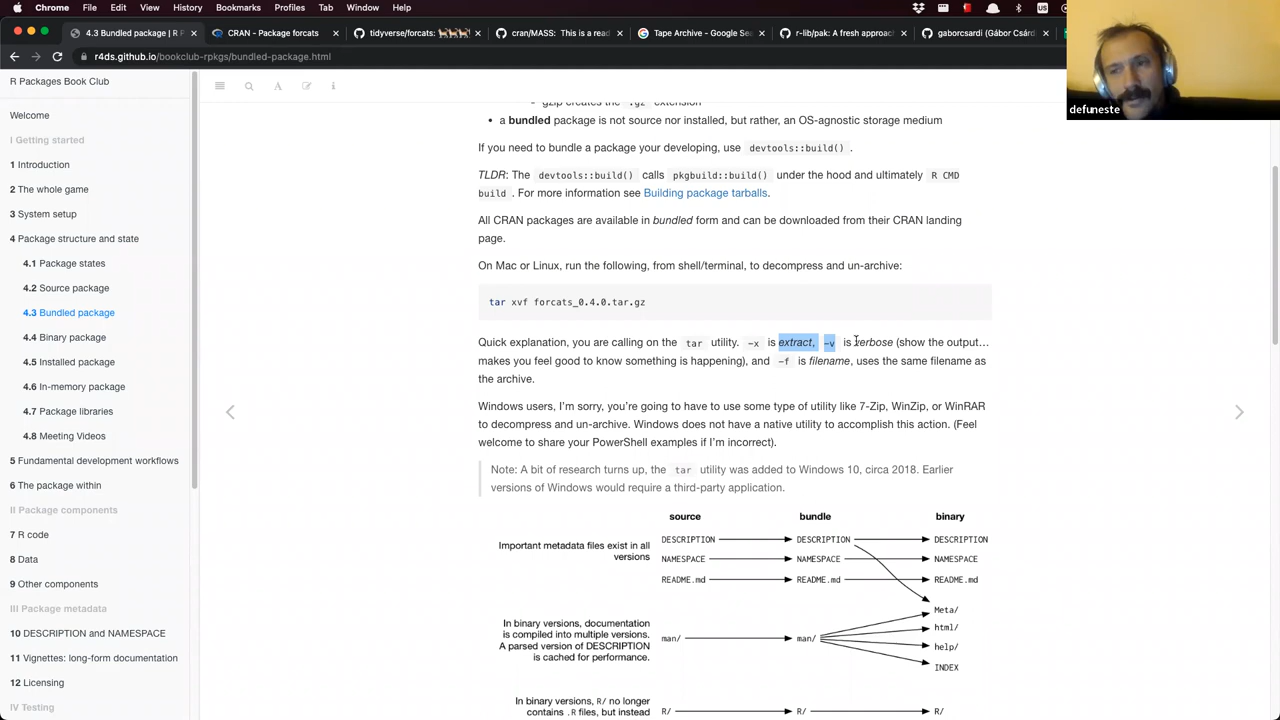 Chrome File Edit View History Bookmarks Profiles Tab Window Help
4.3 Bundled package | R P
CRAN - Package forcats
tidyverse/forcats:
cran/MASS: This is a read
Tape Archive - Google Sea
r-lib/pak: A fresh approach
gaborcsardi (Gábor Csárd
r4ds.github.io/bookclub-rpkgs/bundled-package.html
defuneste
R Packages Book Club
Welcome
I Getting started
1 Introduction
2 The whole game
3 System setup
4 Package structure and state
4.1 Package states
4.2 Source package
4.3 Bundled package
4.4 Binary package
4.5 Installed package
4.6 In-memory package
4.7 Package libraries
4.8 Meeting Videos
5 Fundamental development workflows
6 The package within
II Package components
7 R code
8 Data
9 Other components
III Package metadata
10 DESCRIPTION and NAMESPACE
11 Vignettes: long-form documentation
12 Licensing
IV Testing
gzip creates the .gz extension
• a bundled package is not source nor installed, but rather, an OS-agnostic storage medium
If you need to bundle a package your developing, use devtools::build() .
TLDR: The devtools::build() calls pkgbuild::build() under the hood and ultimately R CMD
build . For more information see Building package tarballs.
All CRAN packages are available in bundled form and can be downloaded from their CRAN landing
page.
On Mac or Linux, run the following, from shell/terminal, to decompress and un-archive:
tar xvf forcats_0.4.0.tar.gz
Quick explanation, you are calling on the tar utility. -x is extract, -v is verbose (show the output…
makes you feel good to know something is happening), and -f is filename, uses the same filename as
the archive.
Windows users, I'm sorry, you're going to have to use some type of utility like 7-Zip, WinZip, or WinRAR
to decompress and un-archive. Windows does not have a native utility to accomplish this action. (Feel
welcome to share your PowerShell examples if I'm incorrect).
Note: A bit of research turns up, the tar utility was added to Windows 10, circa 2018. Earlier
versions of Windows would require a third-party application.
source bundle binary
Important metadata files exist in all
versions
DESCRIPTION DESCRIPTION DESCRIPTION
NAMESPACE NAMESPACE NAMESPACE
README.md README.md README.md
In binary versions, documentation
is compiled into multiple versions.
A parsed version of DESCRIPTION
is cached for performance.
man/ man/
Meta/
html/
help/
INDEX
In binary versions, R/ no longer
contains .R files, but instead
R/ R/ R/